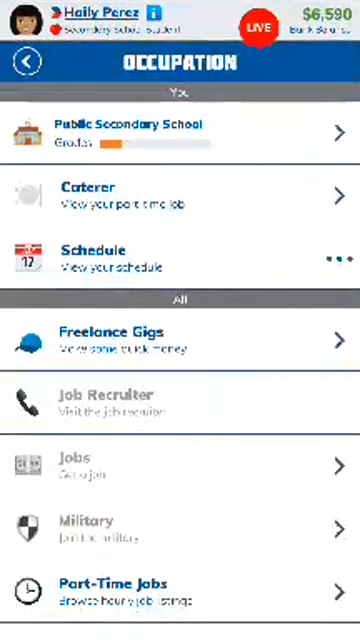 Haily Perez
Secondary School Student
LIVE
$6,590
Bank Balance
OCCUPATION
You
Public Secondary School
Grades
Caterer
View your part-time job
Schedule
View your schedule
17
All
Freelance Gigs
Make some quick money
Job Recruiter
Visit the job recruiter
Jobs
Get a job
Military
Join the military
Part-Time Jobs
Browse hourly job listings